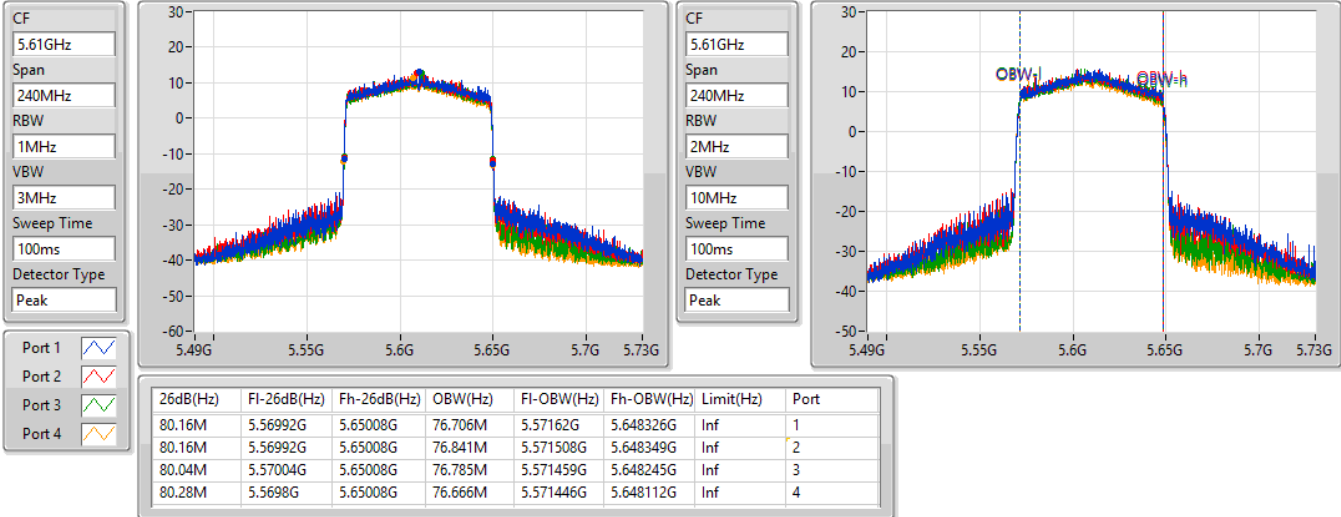 CF
5.61GHz
Span
240MHz
RBW
1MHz
VBW
3MHz
Sweep Time
100ms
Detector Type
Peak
30
20
10
0
-10
-20
-30
-40
-50
-60
5.49G 5.55G 5.6G 5.65G 5.7G 5.73G
CF
5.61GHz
Span
240MHz
RBW
2MHz
VBW
10MHz
Sweep Time
100ms
Detector Type
Peak
30
20
10
0
-10
-20
-30
-40
-50
OBW-l OBW-h
5.49G 5.55G 5.6G 5.65G 5.7G 5.73G
Port 1
Port 2
Port 3
Port 4
26dB(Hz) Fl-26dB(Hz) Fh-26dB(Hz) OBW(Hz) Fl-OBW(Hz) Fh-OBW(Hz) Limit(Hz) Port
80.16M 5.56992G 5.65008G 76.706M 5.57162G 5.648326G Inf 1
80.16M 5.56992G 5.65008G 76.841M 5.571508G 5.648349G Inf 2
80.04M 5.57004G 5.65008G 76.785M 5.571459G 5.648245G Inf 3
80.28M 5.5698G 5.65008G 76.666M 5.571446G 5.648112G Inf 4